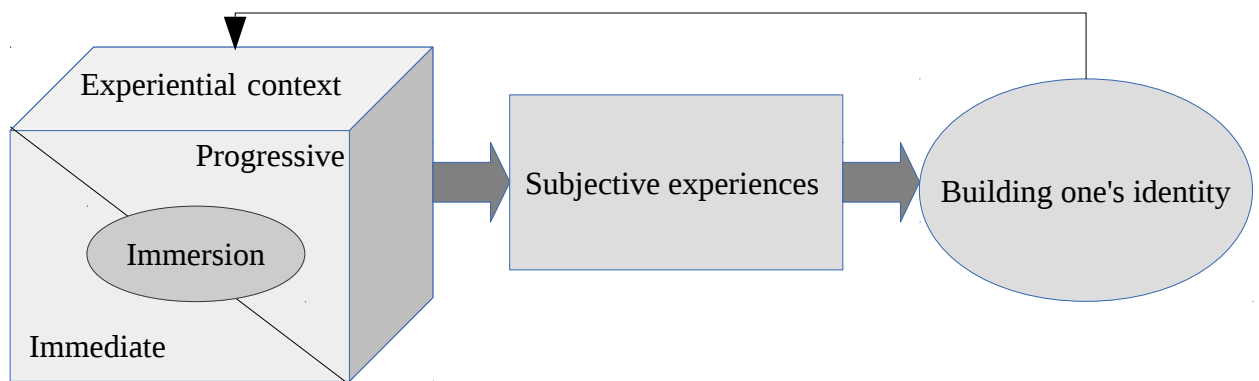 Experiential context
Progressive
Immersion
Immediate
Subjective experiences
Building one's identity